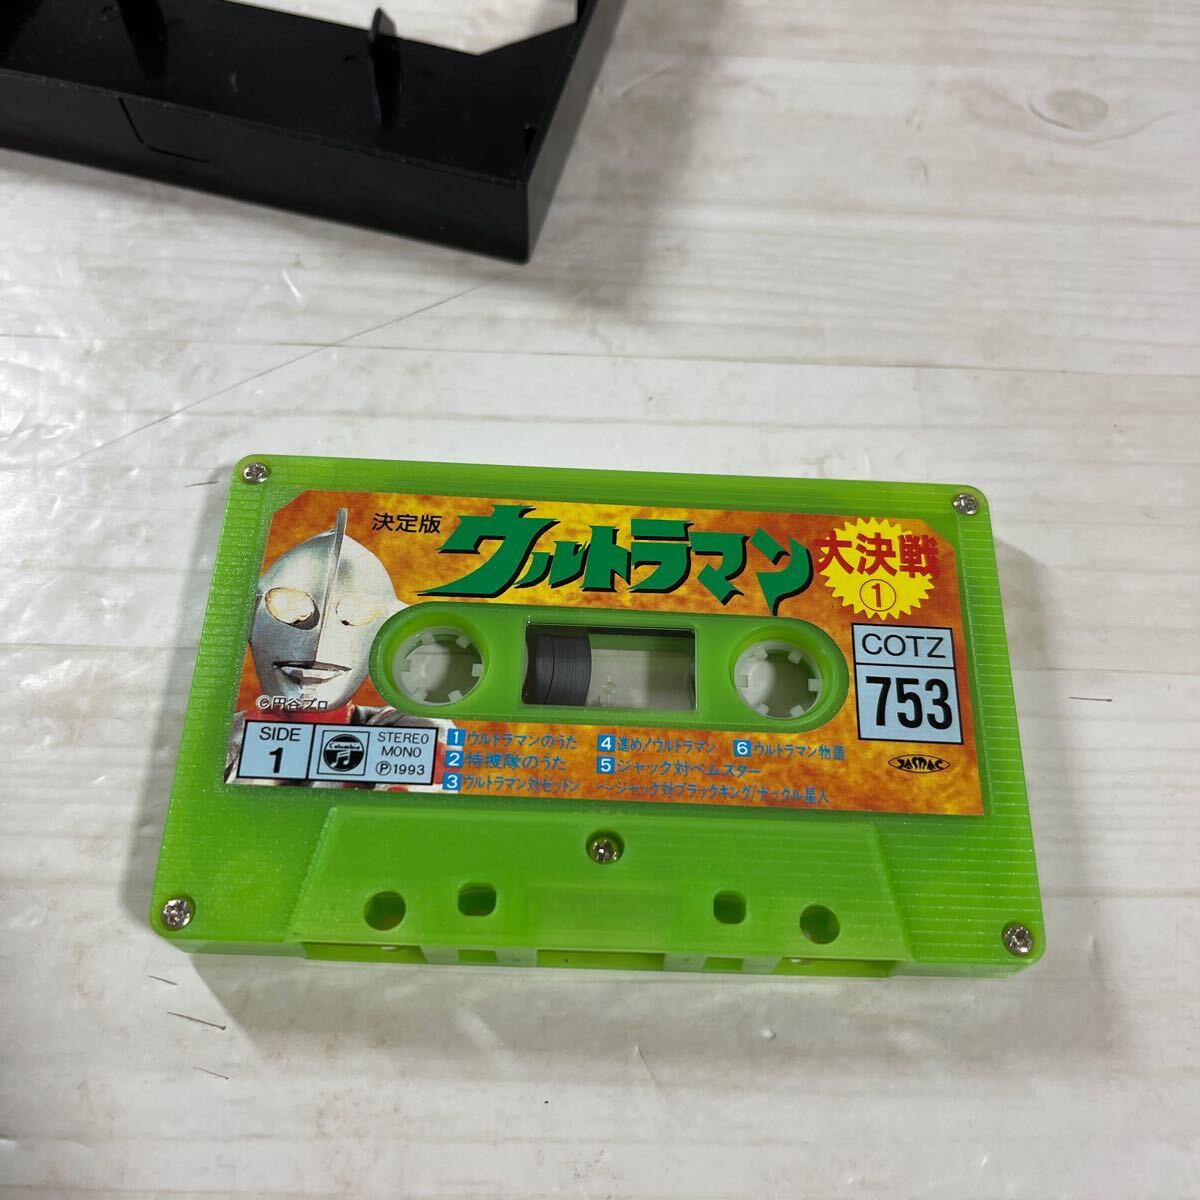 決定版
ウルトラマン
大決戦
①
COTZ
753
©円谷プロ
SIDE
1
Columbia
STEREO
MONO
Ⓟ1993
1 ウルトラマンのうた
2 特捜隊のうた
3 ウルトラマン対ゼットン
4 進め!ウルトラマン
5 ジャック対ベムスター
~ジャック対ブラックキング/ナックル星人
6 ウルトラマン物語
JASRAC